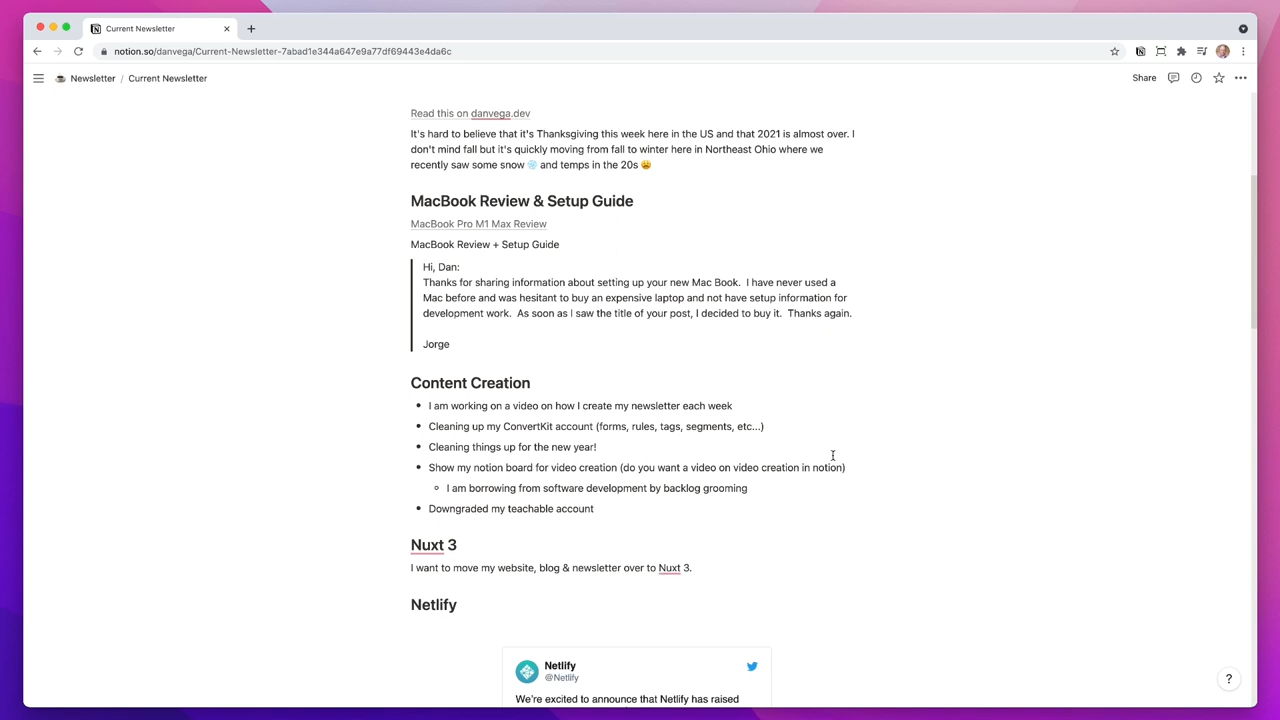 Current Newsletter
notion.so/danvega/Current-Newsletter-7abad1e344a647e9a77df69443e4da6c
Newsletter / Current Newsletter
Share
Read this on danvega.dev
It's hard to believe that it's Thanksgiving this week here in the US and that 2021 is almost over. I
don't mind fall but it's quickly moving from fall to winter here in Northeast Ohio where we
recently saw some snow 🌨 and temps in the 20s 😩
MacBook Review & Setup Guide
MacBook Pro M1 Max Review
MacBook Review + Setup Guide
Hi, Dan:
Thanks for sharing information about setting up your new Mac Book.  I have never used a
Mac before and was hesitant to buy an expensive laptop and not have setup information for
development work.  As soon as I saw the title of your post, I decided to buy it.  Thanks again.
Jorge
Content Creation
• I am working on a video on how I create my newsletter each week
• Cleaning up my ConvertKit account (forms, rules, tags, segments, etc...)
• Cleaning things up for the new year!
• Show my notion board for video creation (do you want a video on video creation in notion)
◦ I am borrowing from software development by backlog grooming
• Downgraded my teachable account
Nuxt 3
I want to move my website, blog & newsletter over to Nuxt 3.
Netlify
Netlify
@Netlify
We're excited to announce that Netlify has raised
?